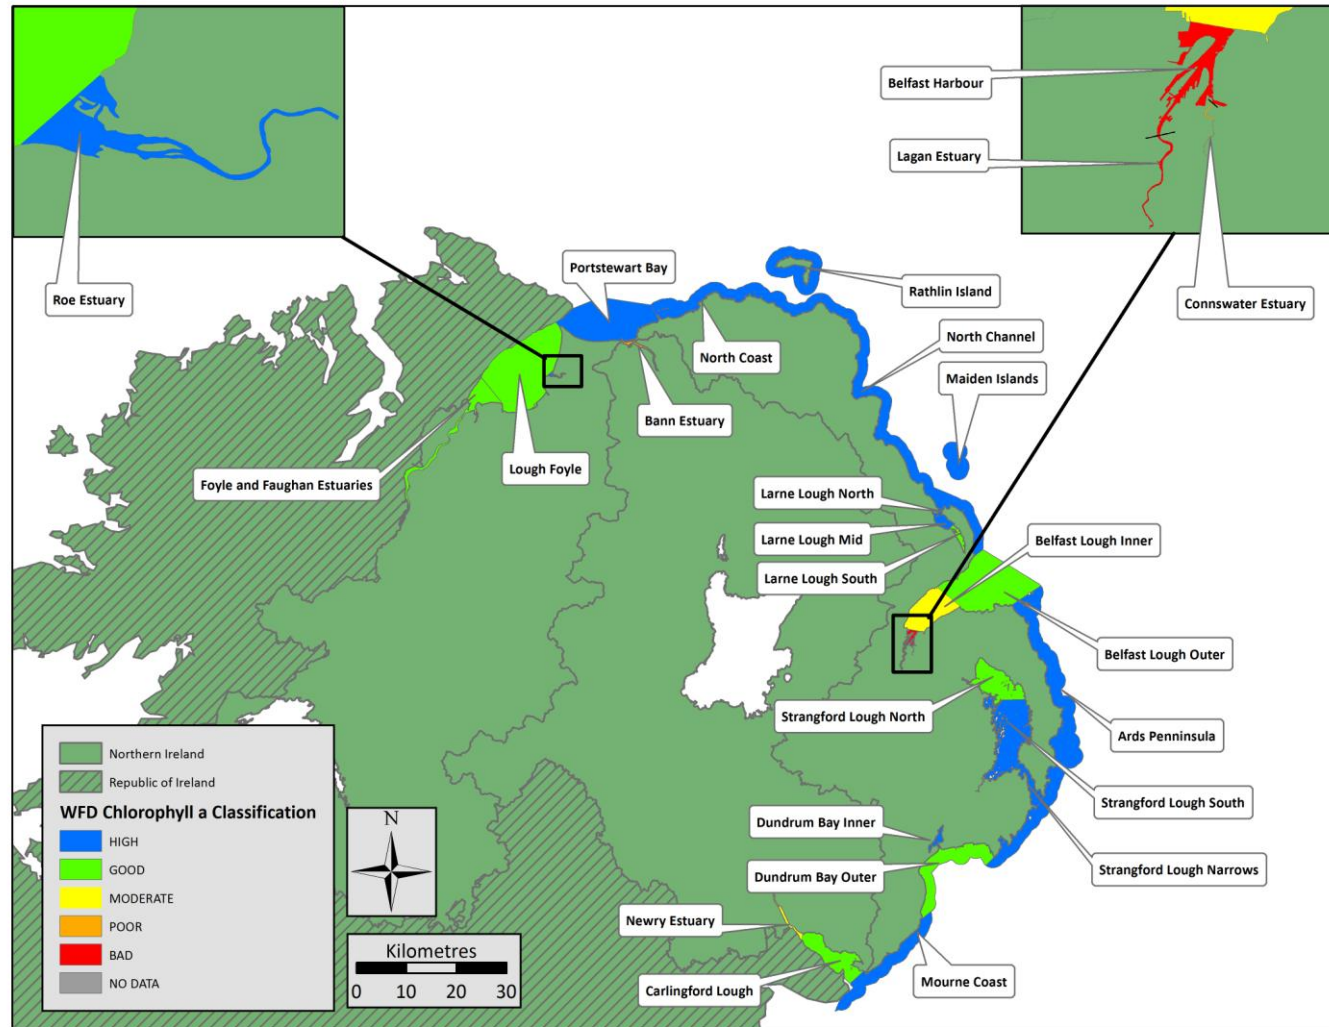 Belfast Harbour
Lagan Estuary
Roe Estuary
Connswater Estuary
Portstewart Bay
Rathlin Island
North Coast
North Channel
Maiden Islands
Bann Estuary
Lough Foyle
Foyle and Faughan Estuaries
Larne Lough North
Larne Lough Mid
Larne Lough South
Belfast Lough Inner
Belfast Lough Outer
Strangford Lough North
Ards Penninsula
Strangford Lough South
Dundrum Bay Inner
Dundrum Bay Outer
Strangford Lough Narrows
Newry Estuary
Carlingford Lough
Mourne Coast
Northern Ireland
Republic of Ireland
WFD Chlorophyll a Classification
HIGH
GOOD
MODERATE
POOR
BAD
NO DATA
N
Kilometres
0 10 20 30